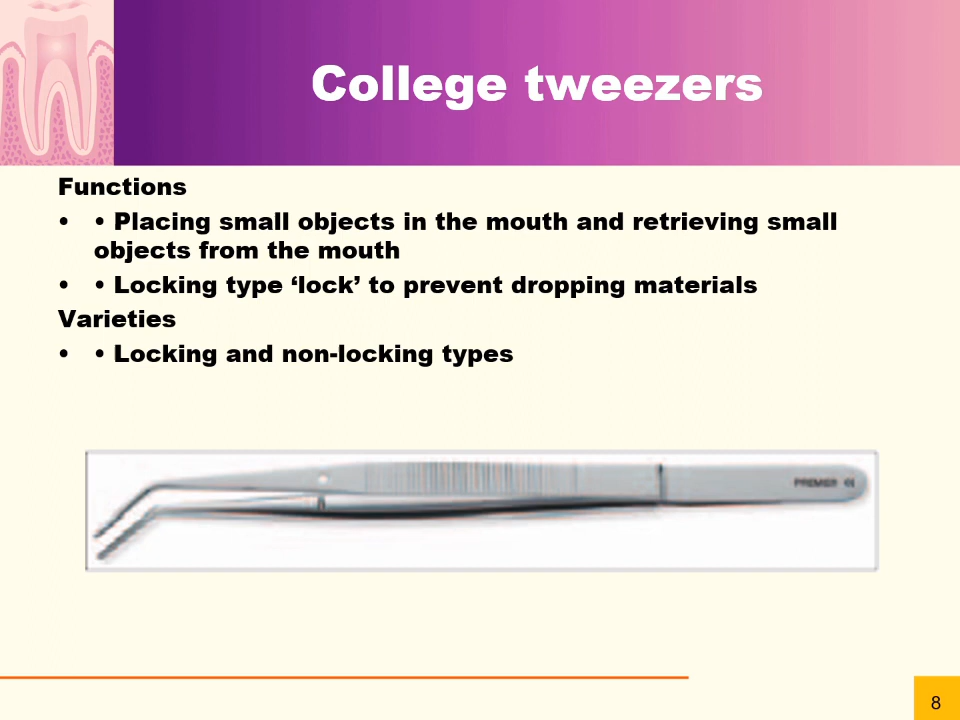 College tweezers
Functions
• • Placing small objects in the mouth and retrieving small
objects from the mouth
• • Locking type ‘lock’ to prevent dropping materials
Varieties
• • Locking and non-locking types
PREMIER
8